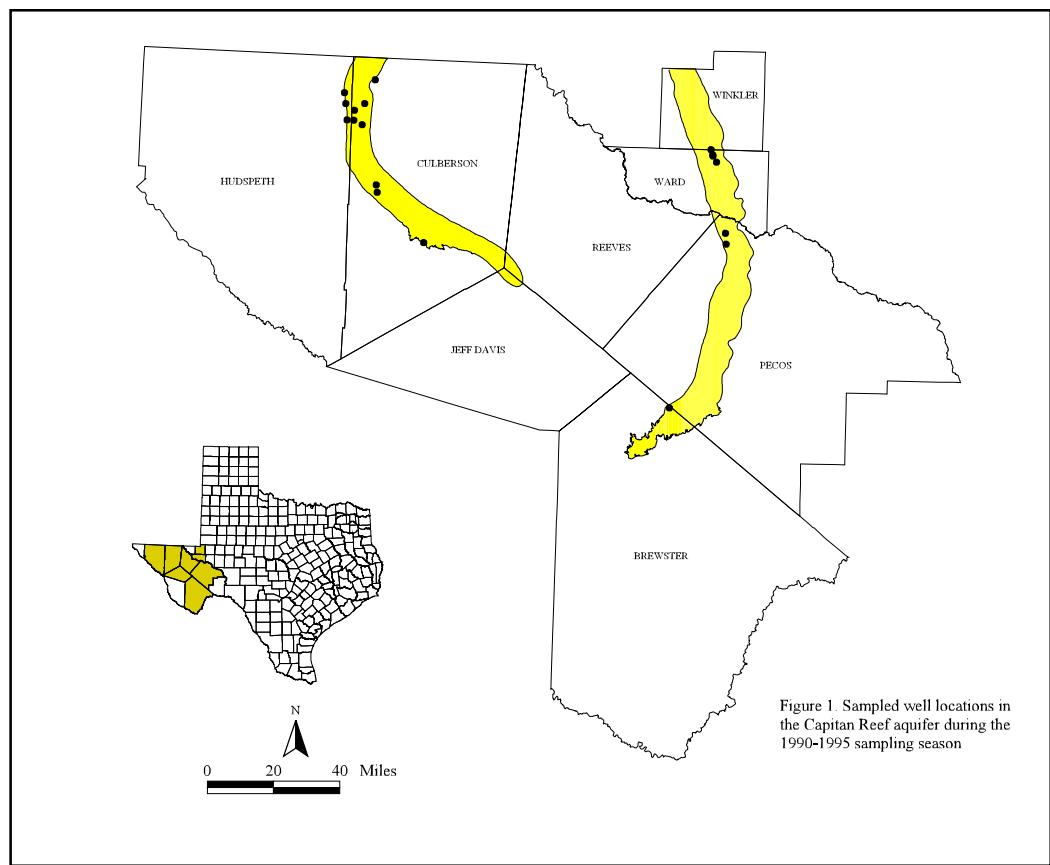 WINKLER
CULBERSON
HUDSPETH
WARD
REEVES
JEFF DAVIS
PECOS
BREWSTER
Figure 1. Sampled well locations in
the Capitan Reef aquifer during the
1990-1995 sampling season
N
0 20 40 Miles